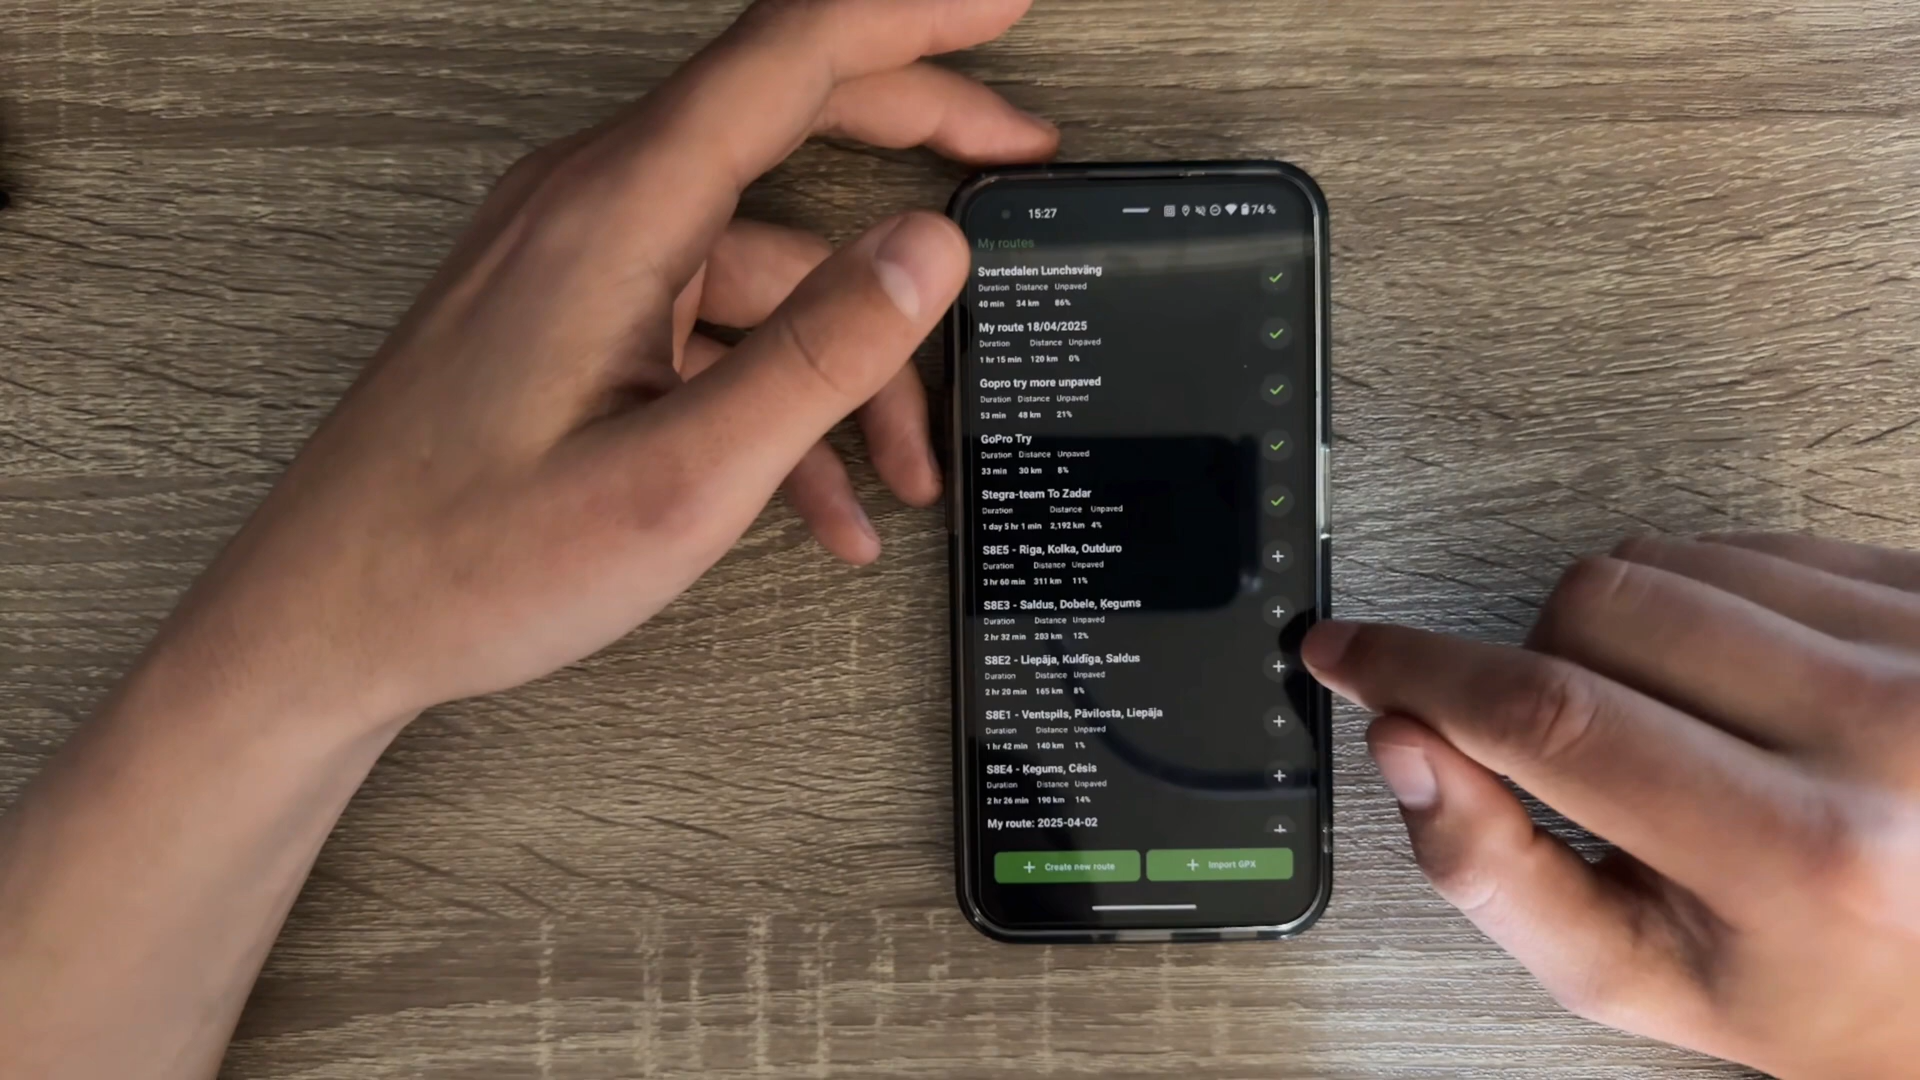 15:27
74 %
My routes
Svartedalen Lunchsväng
Duration Distance Unpaved
40 min 34 km 86%
My route 18/04/2025
Duration Distance Unpaved
1 hr 15 min 120 km 0%
Gopro try more unpaved
Duration Distance Unpaved
53 min 48 km 21%
GoPro Try
Duration Distance Unpaved
33 min 30 km 8%
Stegra-team To Zadar
Duration Distance Unpaved
1 day 5 hr 1 min 2,192 km 4%
S8E5 - Riga, Kolka, Outduro
Duration Distance Unpaved
3 hr 60 min 311 km 11%
S8E3 - Saldus, Dobele, Ķegums
Duration Distance Unpaved
2 hr 32 min 203 km 12%
S8E2 - Liepāja, Kuldīga, Saldus
Duration Distance Unpaved
2 hr 20 min 165 km 8%
S8E1 - Ventspils, Pāvilosta, Liepāja
Duration Distance Unpaved
1 hr 42 min 140 km 1%
S8E4 - Ķegums, Cēsis
Duration Distance Unpaved
2 hr 26 min 190 km 14%
My route: 2025-04-02
Create new route
Import GPX